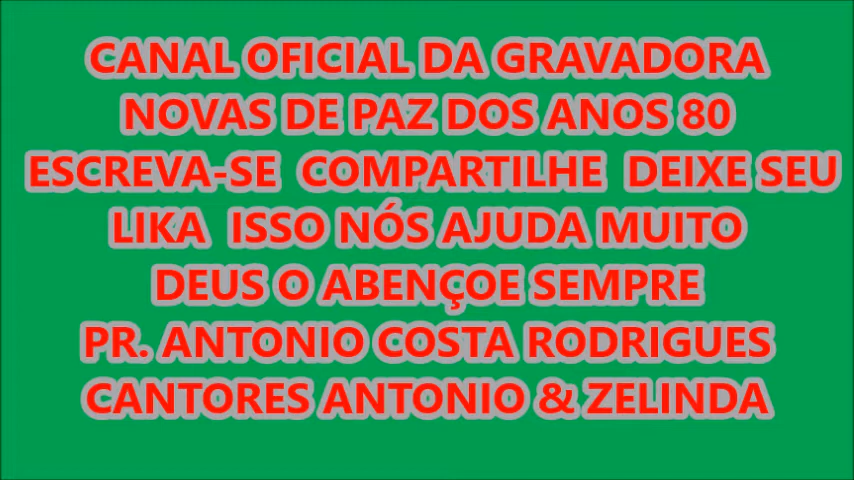 CANAL OFICIAL DA GRAVADORA
NOVAS DE PAZ DOS ANOS 80
ESCREVA-SE COMPARTILHE DEIXE SEU
LIKA ISSO NÓS AJUDA MUITO
DEUS O ABENÇOE SEMPRE
PR. ANTONIO COSTA RODRIGUES
CANTORES ANTONIO & ZELINDA